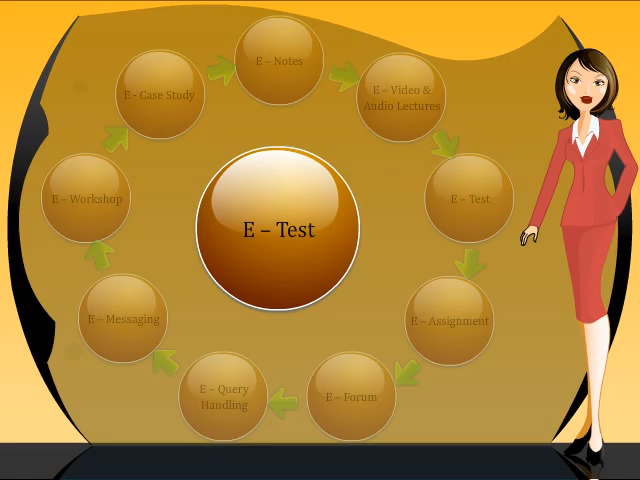 E – Notes
E – Video &
Audio Lectures
E – Test
E – Assignment
E – Forum
E – Query
Handling
E – Messaging
E – Workshop
E - Case Study
E – Test